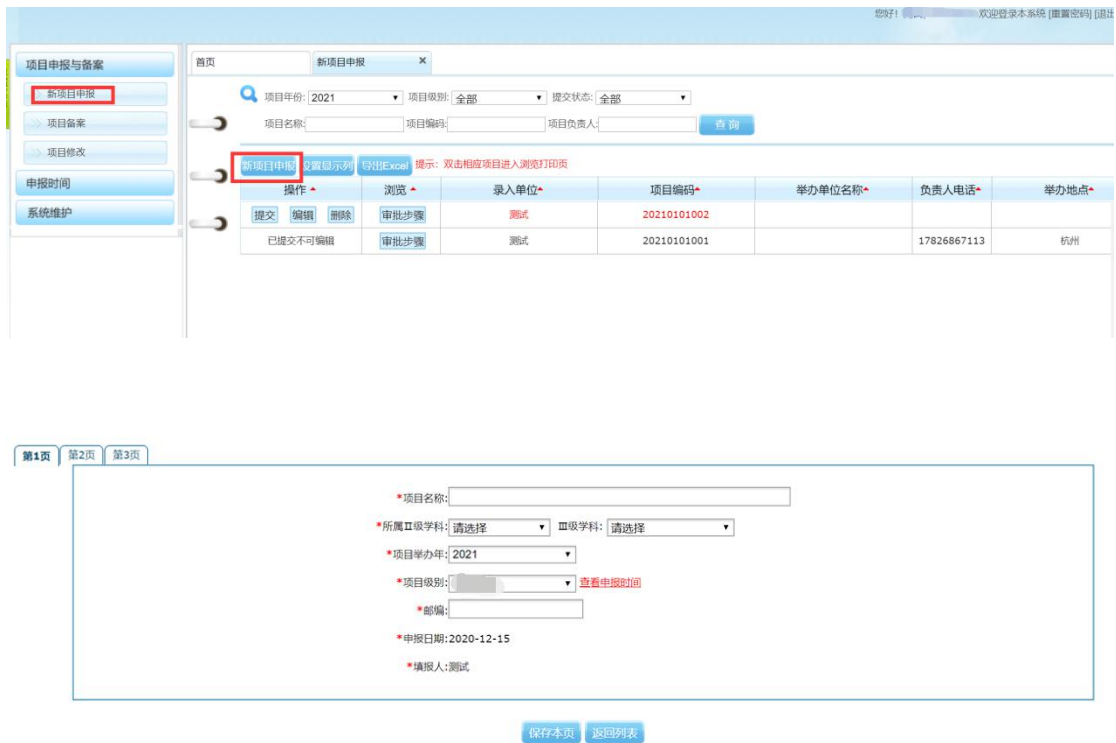 您好! 欢迎登录本系统 [重置密码] [退出
项目申报与备案
新项目申报
项目备案
项目修改
申报时间
系统维护
首页 新项目申报 ×
项目年份: 2021 项目级别: 全部 提交状态: 全部
项目名称: 项目编码: 项目负责人: 查 询
新项目申报 设置显示列 导出Excel 提示: 双击相应项目进入浏览打印页
操作 浏览 录入单位 项目编码 举办单位名称 负责人电话 举办地点
提交 编辑 删除 审批步骤 测试 20210101002
已提交不可编辑 审批步骤 测试 20210101001 17826867113 杭州
第1页 第2页 第3页
*项目名称:
*所属Ⅱ级学科: 请选择 Ⅲ级学科: 请选择
*项目举办年: 2021
*项目级别: 查看申报时间
*邮编:
*申报日期:2020-12-15
*填报人:测试
保存本页 返回列表